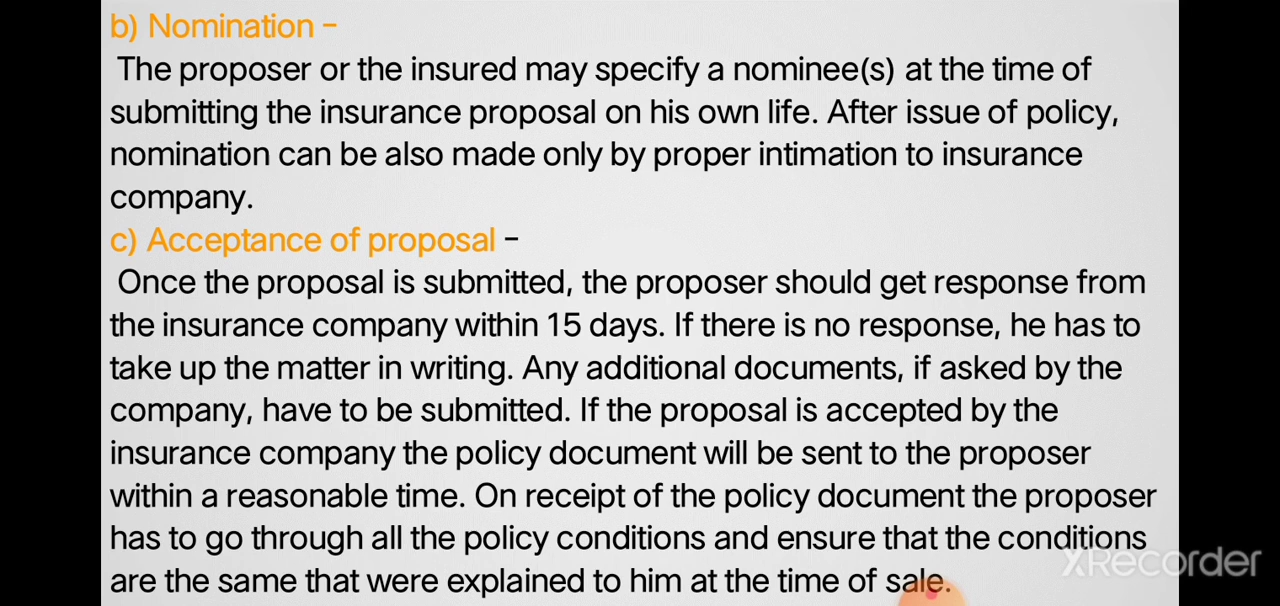 b) Nomination –
The proposer or the insured may specify a nominee(s) at the time of
submitting the insurance proposal on his own life. After issue of policy,
nomination can be also made only by proper intimation to insurance
company.
c) Acceptance of proposal –
Once the proposal is submitted, the proposer should get response from
the insurance company within 15 days. If there is no response, he has to
take up the matter in writing. Any additional documents, if asked by the
company, have to be submitted. If the proposal is accepted by the
insurance company the policy document will be sent to the proposer
within a reasonable time. On receipt of the policy document the proposer
has to go through all the policy conditions and ensure that the conditions
are the same that were explained to him at the time of sale.
XRecorder